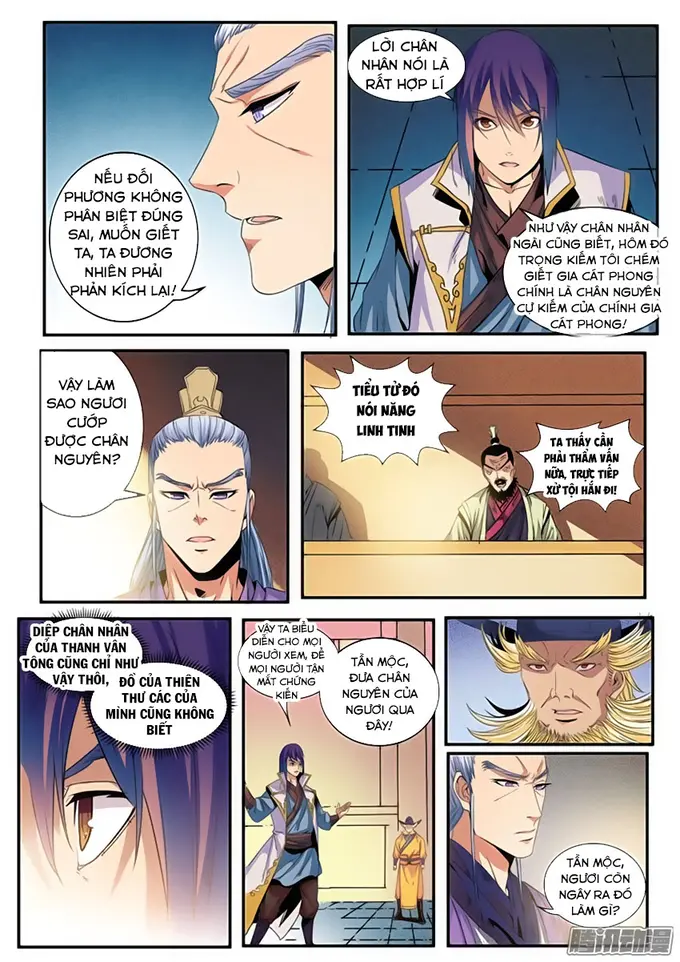 NẾU ĐỐI
PHƯƠNG KHÔNG
PHÂN BIỆT ĐÚNG
SAI, MUỐN GIẾT
TA, TA ĐƯƠNG
NHIÊN PHẢI
PHẢN KÍCH LẠI!
LỜI CHÂN
NHÂN NÓI LÀ
RẤT HỢP LÍ
NHƯ VẬY CHÂN NHÂN
NGÀI CŨNG BIẾT, HÔM ĐÓ
TRỌNG KIẾM TÔI CHÉM
GIẾT GIA CÁT PHONG
CHÍNH LÀ CHÂN NGUYÊN
CỰ KIẾM CỦA CHÍNH GIA
CÁT PHONG!
VẬY LÀM
SAO NGƯƠI
CƯỚP
ĐƯỢC CHÂN
NGUYÊN?
TIỂU TỬ ĐÓ
NÓI NĂNG
LINH TINH
TA THẤY CẦN
PHẢI THẨM VẤN
NỮA, TRỰC TIẾP
XỬ TỘI HẮN ĐI!
DIỆP CHÂN NHÂN
CỦA THANH VÂN
TÔNG CŨNG CHỈ NHƯ
VẬY THÔI,
ĐỒ CỦA THIÊN
THƯ CÁC CỦA
MÌNH CŨNG KHÔNG
BIẾT
VẬY TA BIỂU
DIỄN CHO MỌI
NGƯỜI XEM, ĐỂ
MỌI NGƯỜI TẬN
MẮT CHỨNG
KIẾN
TẦN MỘC,
ĐƯA CHÂN
NGUYÊN CỦA
NGƯƠI QUA
ĐÂY!
TẦN MỘC,
NGƯƠI CÒN
NGÂY RA ĐÓ
LÀM GÌ?
腾讯动漫